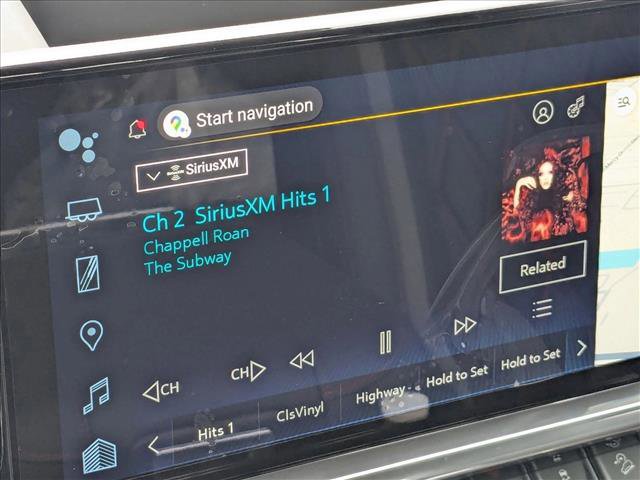 Start navigation
SiriusXM
Ch 2 SiriusXM Hits 1
Chappell Roan
The Subway
Related
CH
CH
Hits 1
ClsVinyl
Highway
Hold to Set
Hold to Set